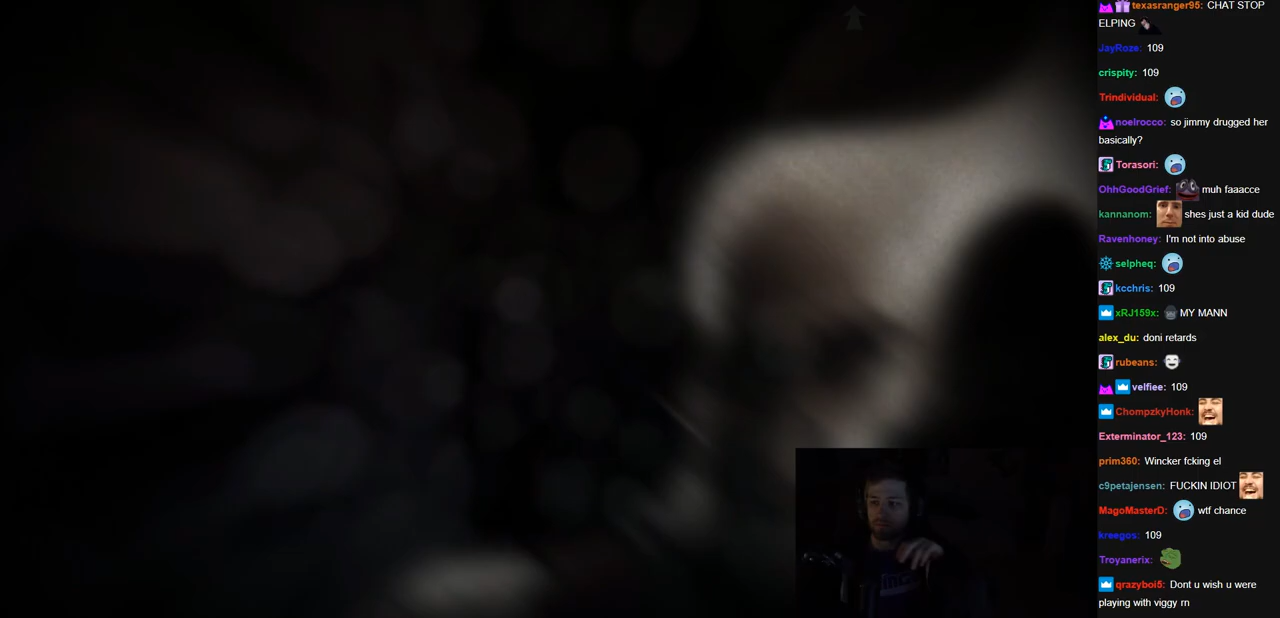 texasranger95: CHAT STOP
ELPING
JayRoze: 109
crispity: 109
Trindividual:
noelrocco: so jimmy drugged her
basically?
Torasori:
OhhGoodGrief: muh faaacce
kannanom: shes just a kid dude
Ravenhoney: I'm not into abuse
selpheq:
kcchris: 109
xRJ159x: MY MANN
alex_du: doni retards
rubeans:
velfiee: 109
ChompzkyHonk:
Exterminator_123: 109
prim360: Wincker fcking el
c9petajensen: FUCKIN IDIOT
MagoMasterD: wtf chance
kreegos: 109
Troyanerix:
qrazyboi5: Dont u wish u were
playing with viggy rn